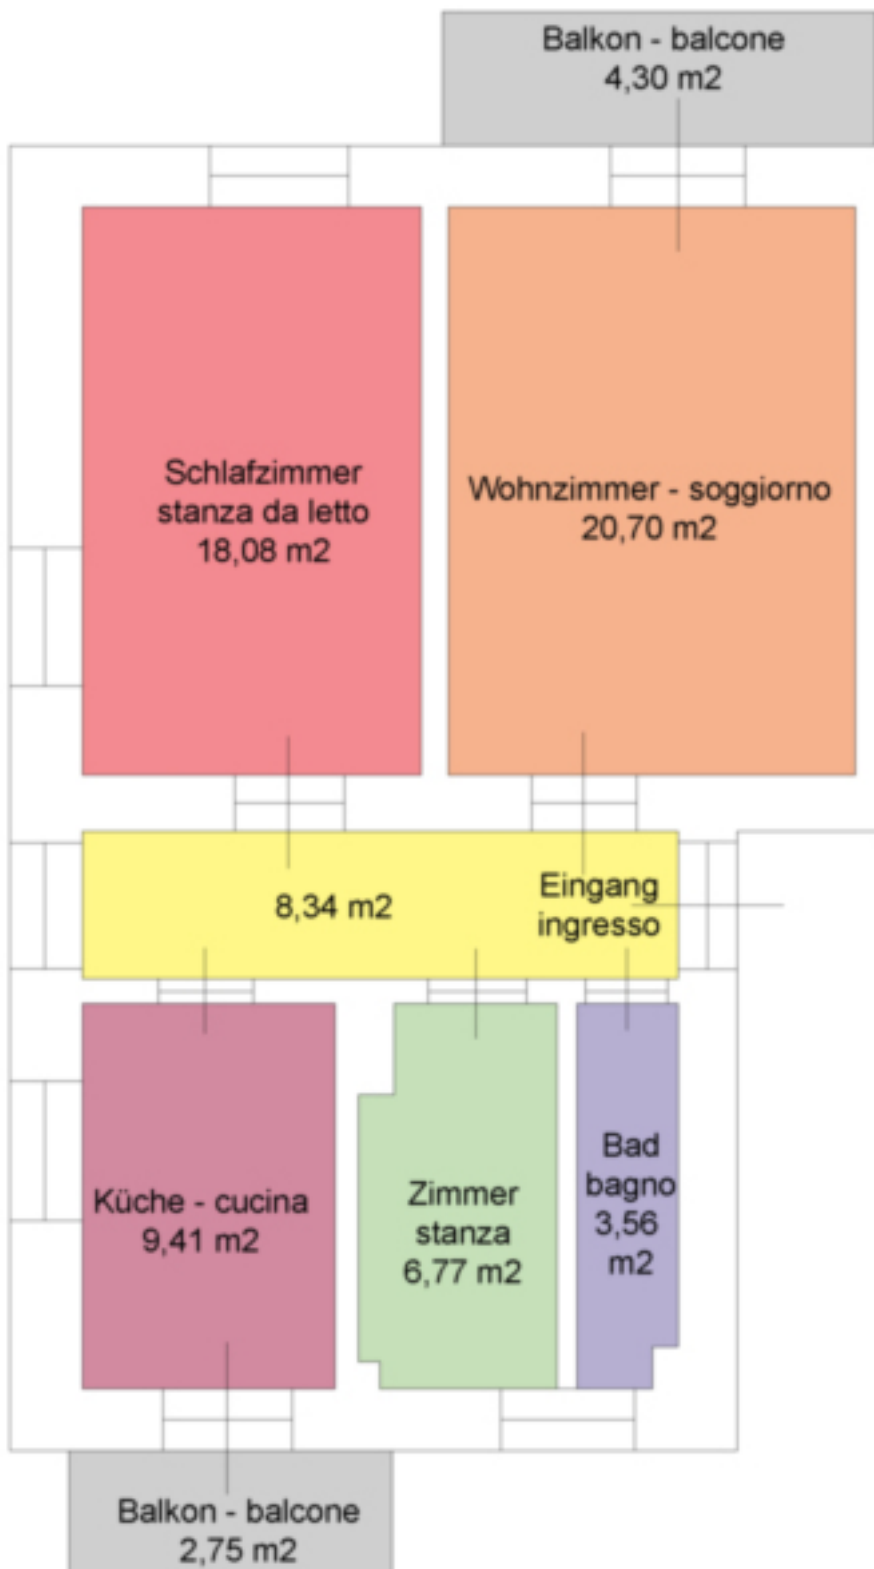 Balkon - balcone
4,30 m2
Schlafzimmer
stanza da letto
18,08 m2
Wohnzimmer - soggiorno
20,70 m2
8,34 m2
Eingang
ingresso
Küche - cucina
9,41 m2
Zimmer
stanza
6,77 m2
Bad
bagno
3,56
m2
Balkon - balcone
2,75 m2